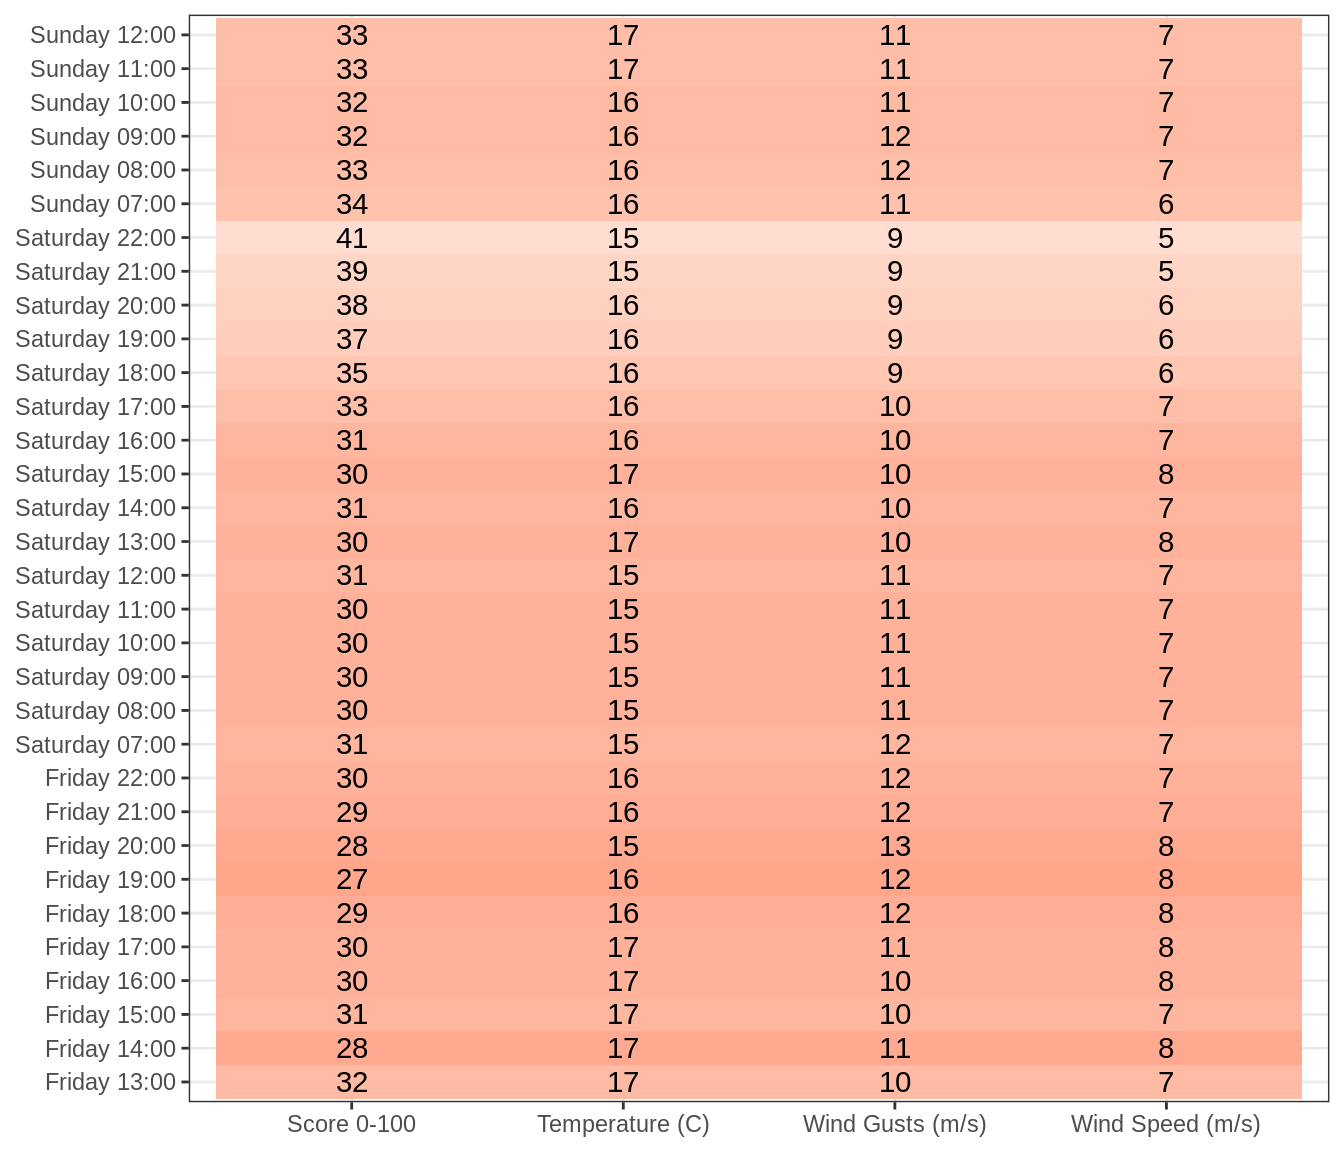 Sunday 12:00 33 17 11 7
Sunday 11:00 33 17 11 7
Sunday 10:00 32 16 11 7
Sunday 09:00 32 16 12 7
Sunday 08:00 33 16 12 7
Sunday 07:00 34 16 11 6
Saturday 22:00 41 15 9 5
Saturday 21:00 39 15 9 5
Saturday 20:00 38 16 9 6
Saturday 19:00 37 16 9 6
Saturday 18:00 35 16 9 6
Saturday 17:00 33 16 10 7
Saturday 16:00 31 16 10 7
Saturday 15:00 30 17 10 8
Saturday 14:00 31 16 10 7
Saturday 13:00 30 17 10 8
Saturday 12:00 31 15 11 7
Saturday 11:00 30 15 11 7
Saturday 10:00 30 15 11 7
Saturday 09:00 30 15 11 7
Saturday 08:00 30 15 11 7
Saturday 07:00 31 15 12 7
Friday 22:00 30 16 12 7
Friday 21:00 29 16 12 7
Friday 20:00 28 15 13 8
Friday 19:00 27 16 12 8
Friday 18:00 29 16 12 8
Friday 17:00 30 17 11 8
Friday 16:00 30 17 10 8
Friday 15:00 31 17 10 7
Friday 14:00 28 17 11 8
Friday 13:00 32 17 10 7
Score 0-100 Temperature (C) Wind Gusts (m/s) Wind Speed (m/s)